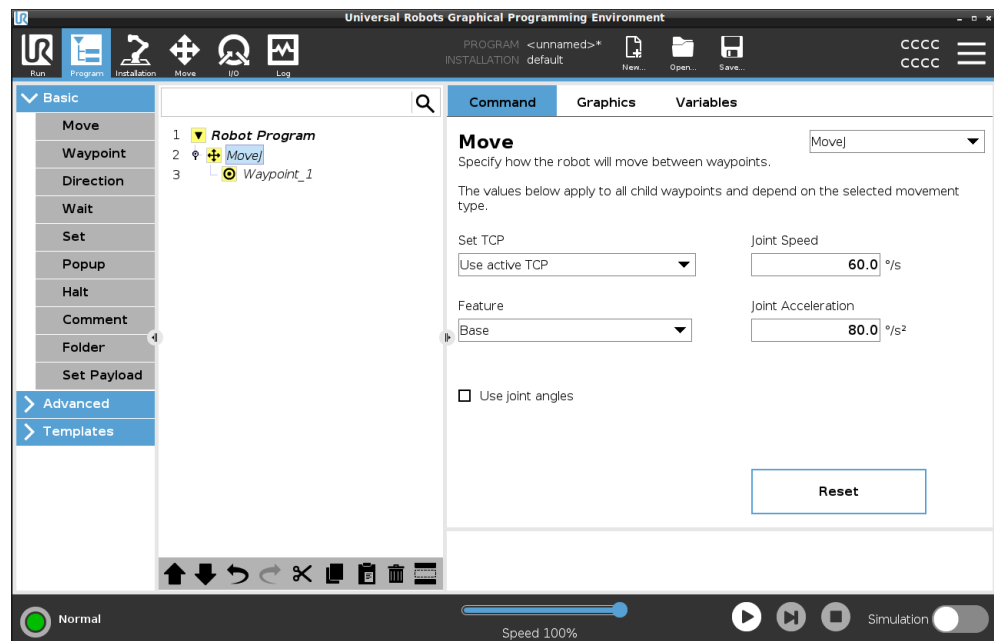 UR
Universal Robots Graphical Programming Environment
Run
Program
Installation
Move
I/O
Log
PROGRAM <unnamed>*
INSTALLATION default
New...
Open...
Save...
CCCC
CCCC
Basic
Move
Waypoint
Direction
Wait
Set
Popup
Halt
Comment
Folder
Set Payload
Advanced
Templates
1 Robot Program
2 MoveJ
3 Waypoint_1
Command Graphics Variables
Move
MoveJ
Specify how the robot will move between waypoints.
The values below apply to all child waypoints and depend on the selected movement
type.
Set TCP
Use active TCP
Joint Speed
60.0 °/s
Feature
Base
Joint Acceleration
80.0 °/s²
Use joint angles
Reset
Normal
Speed 100%
Simulation